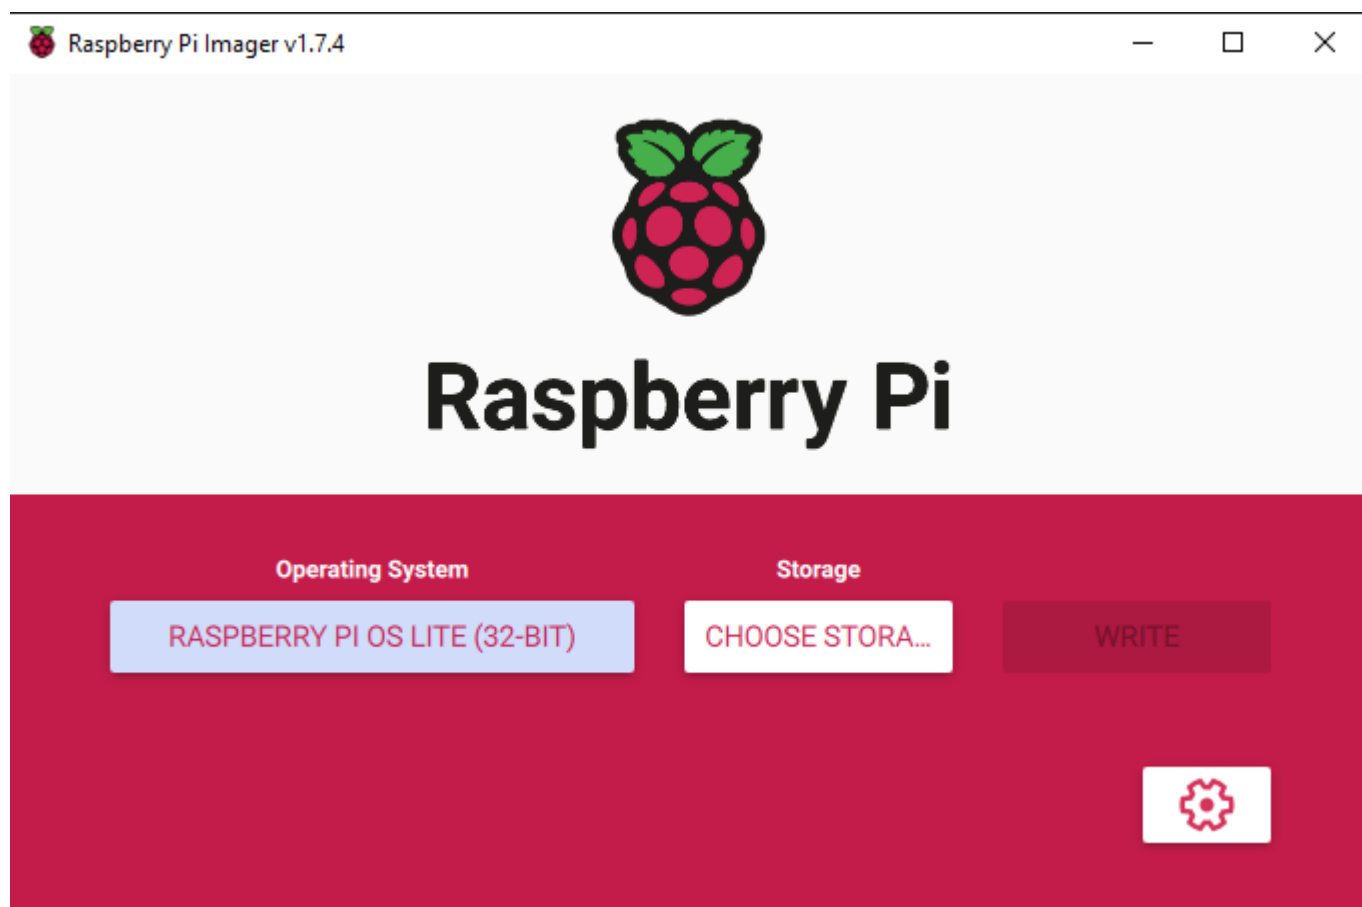 Raspberry Pi Imager v1.7.4
Raspberry Pi
Operating System
Storage
RASPBERRY PI OS LITE (32-BIT)
CHOOSE STORA...
WRITE